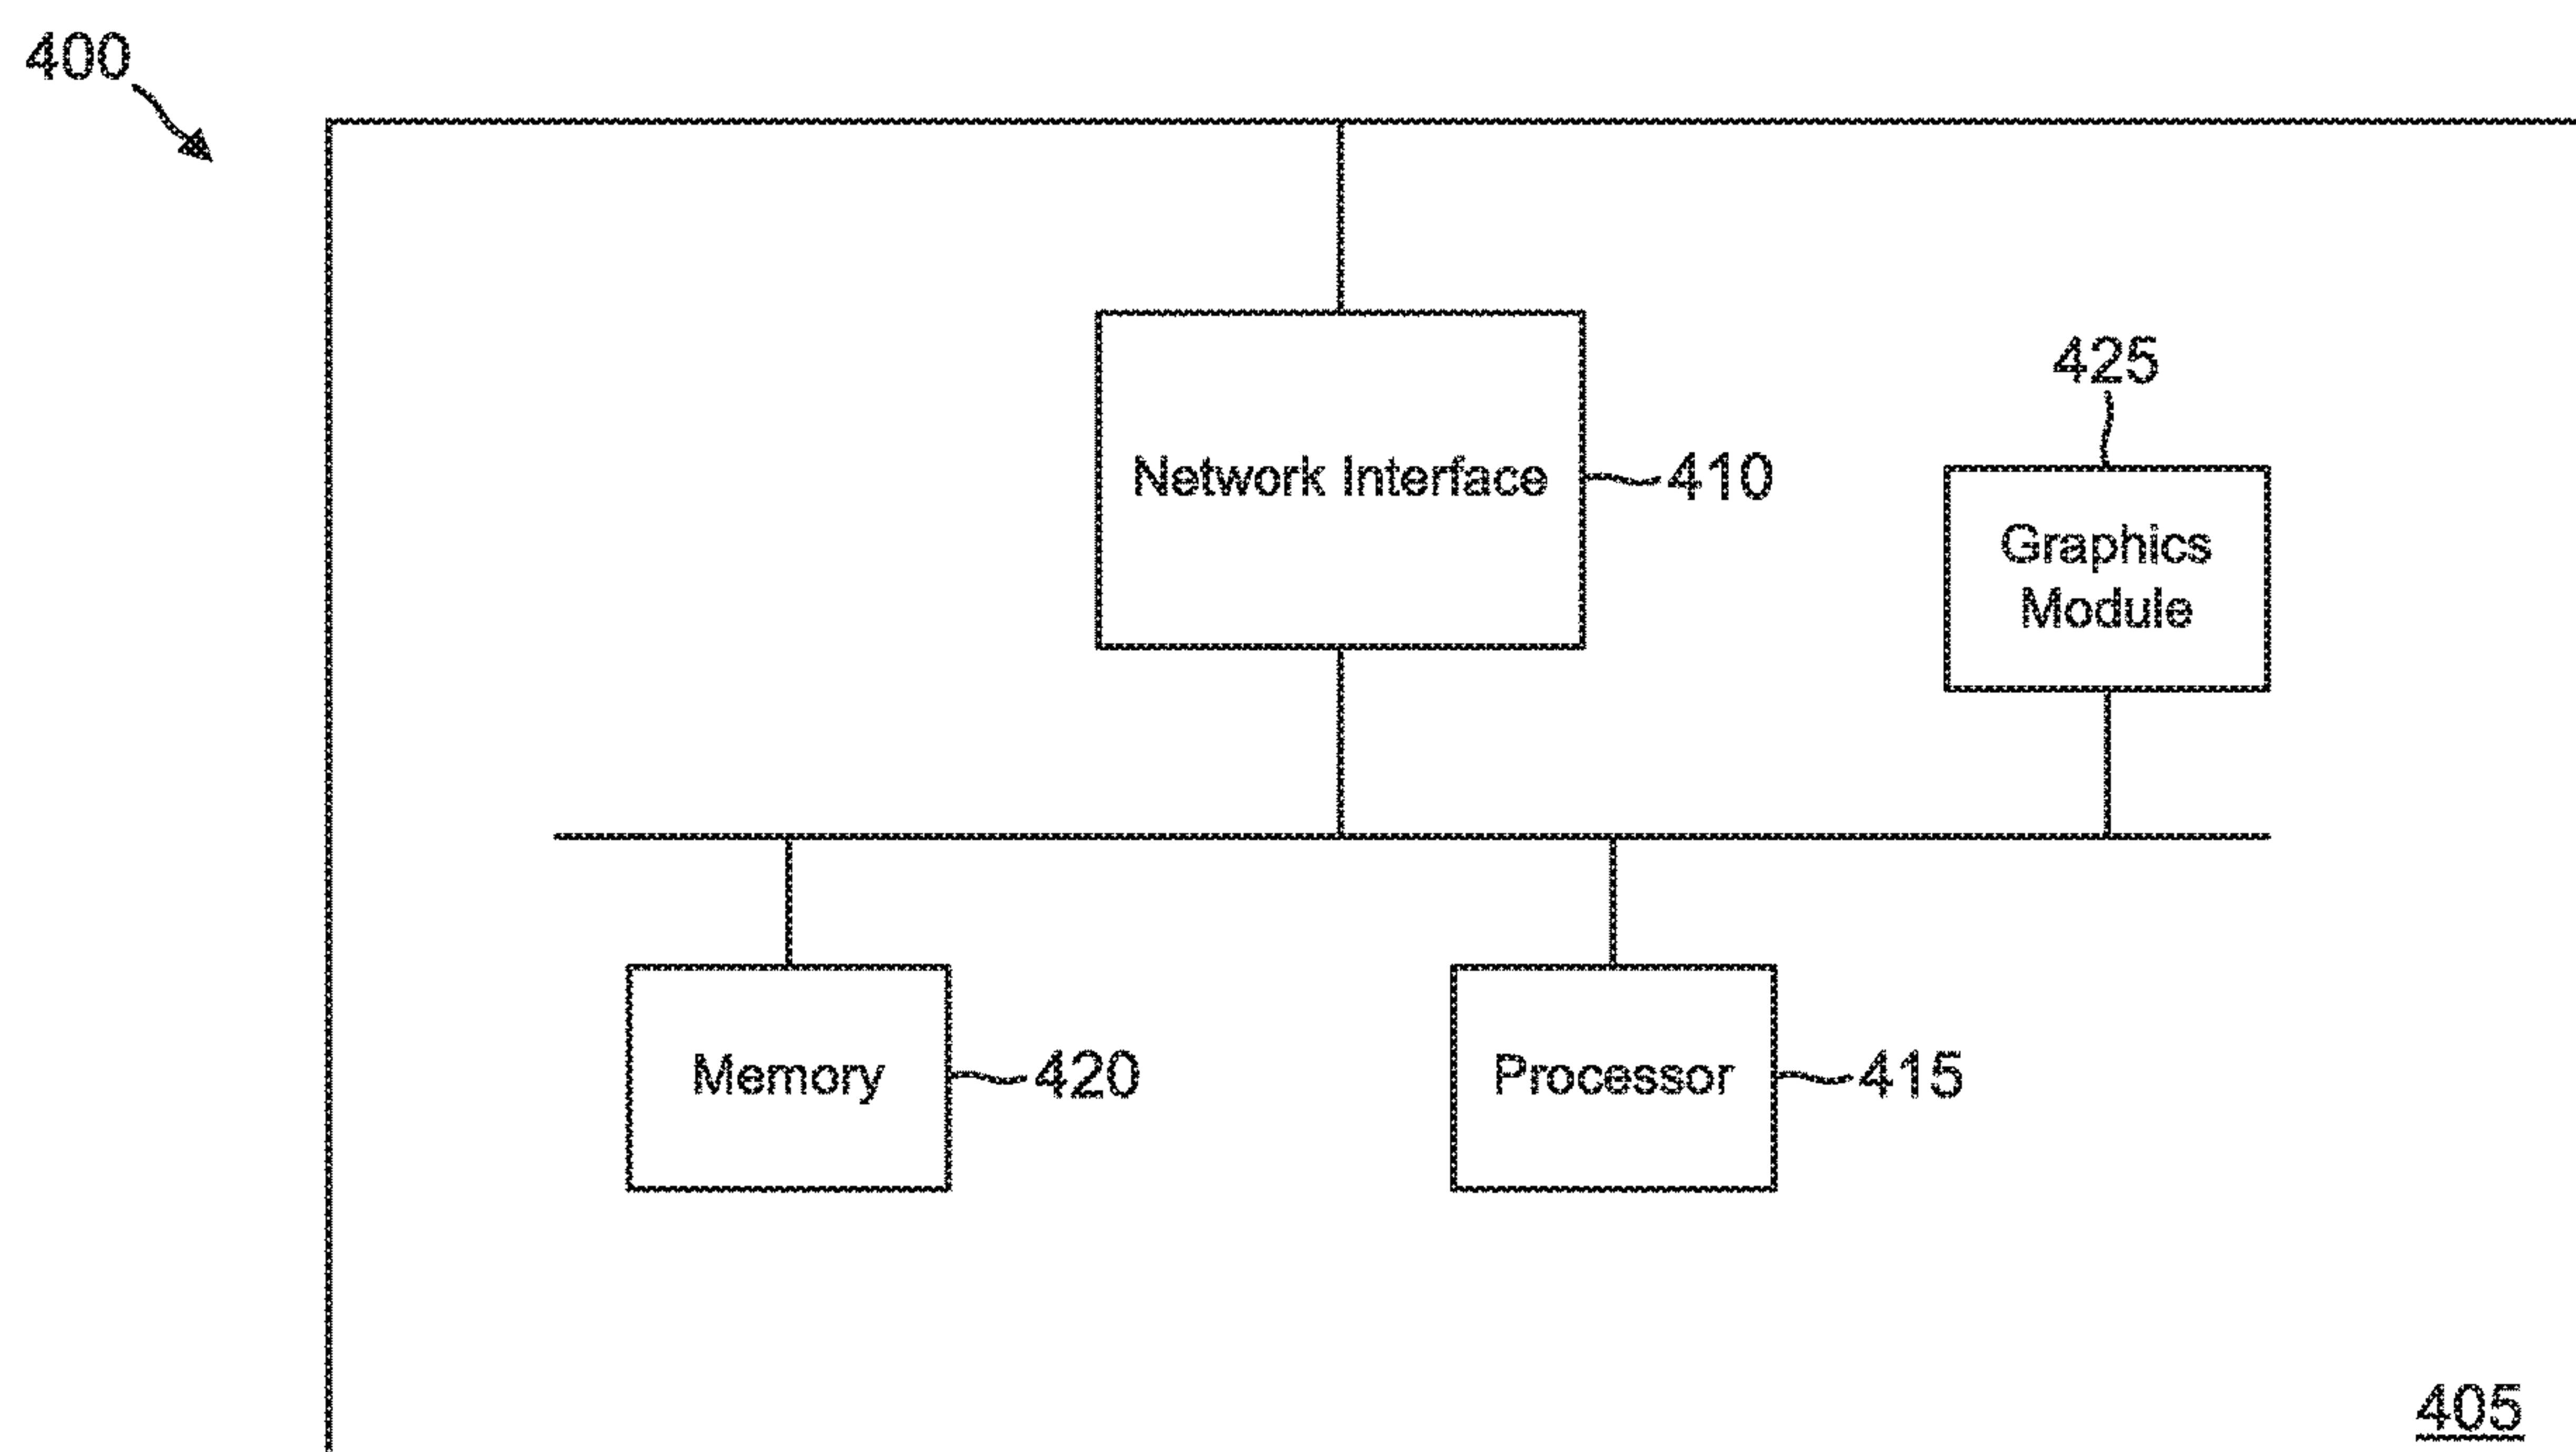 400
425
Network Interface
410
Graphics
Module
Memory
420
Processor
415
405